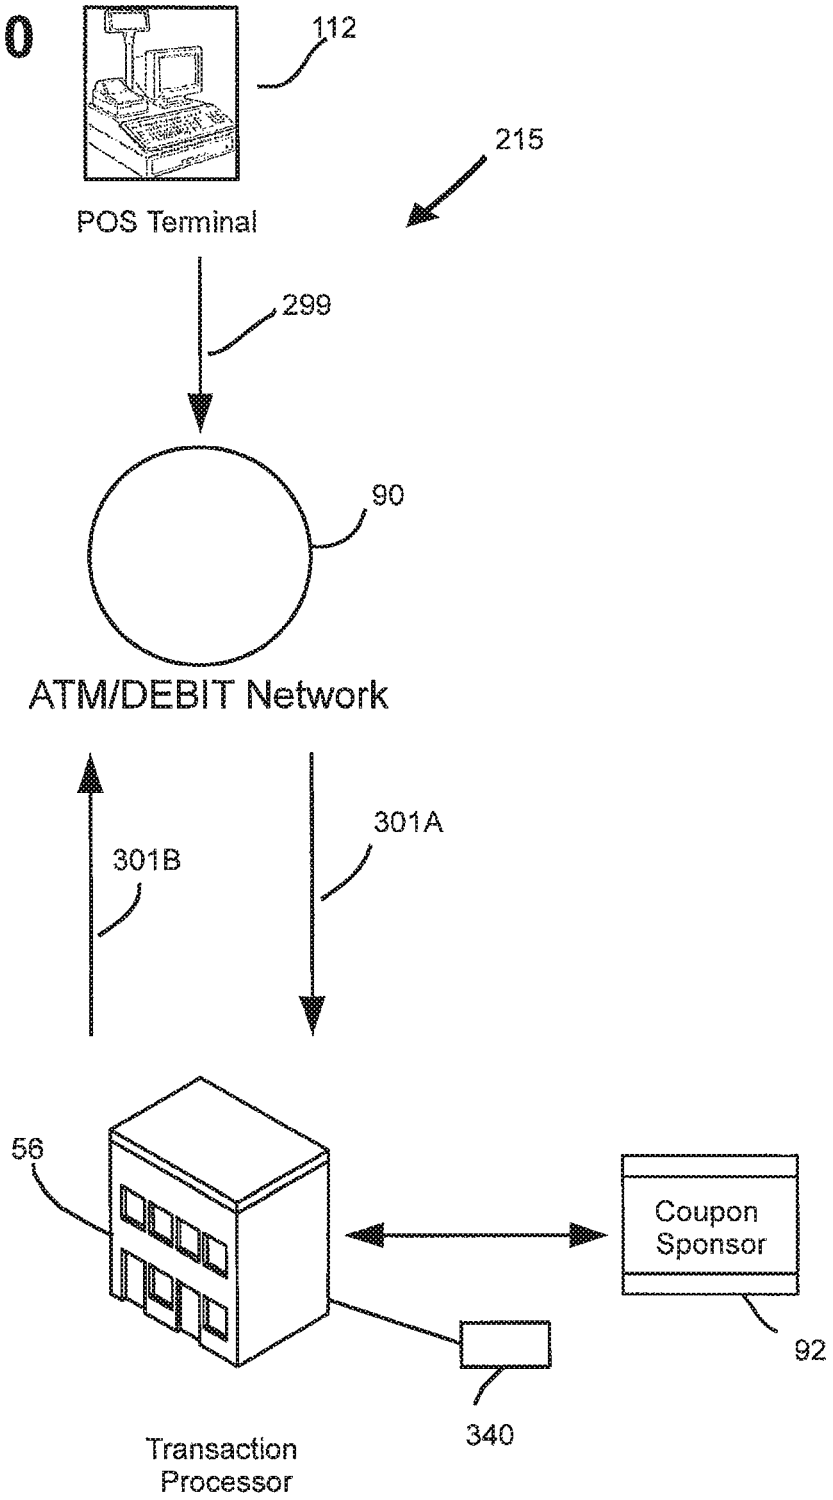 0
112
215
POS Terminal
299
90
ATM/DEBIT Network
301A
301B
56
Coupon
Sponsor
92
340
Transaction
Processor